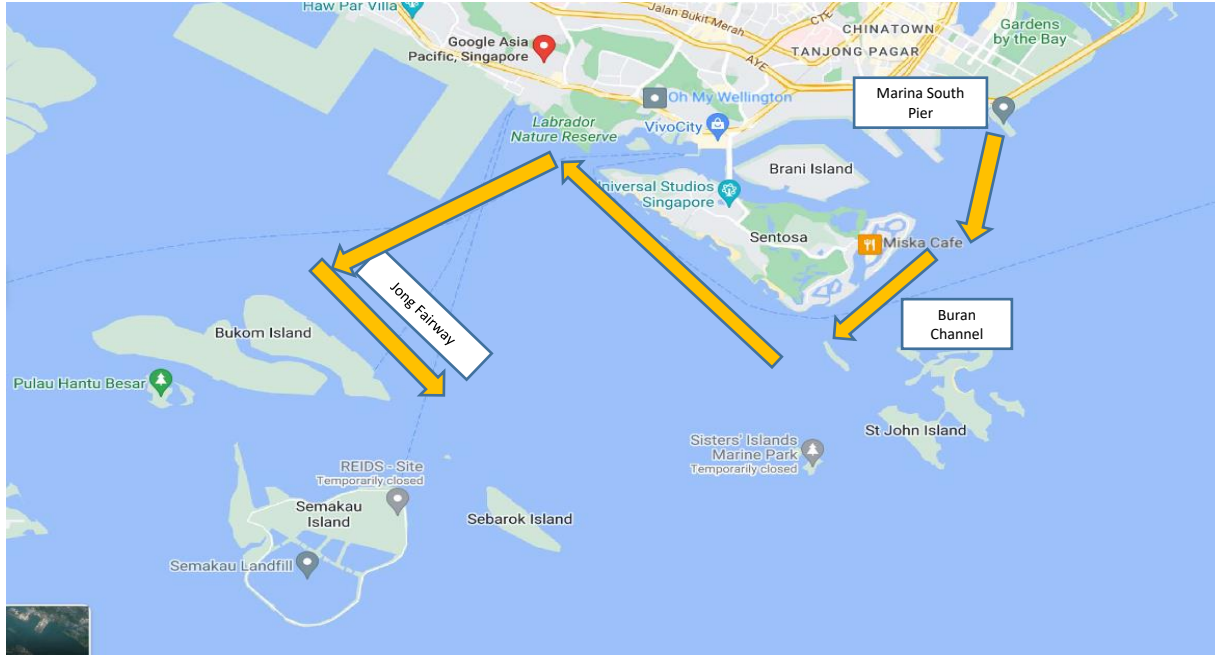 Haw Par Villa
Jalan Bukit Merah
CTE
CHINATOWN
Gardens
by the Bay
Google Asia
Pacific, Singapore
TANJONG PAGAR
AYE
Marina South
Pier
Oh My Wellington
Labrador
Nature Reserve
VivoCity
Brani Island
Universal Studios
Singapore
Sentosa
Miska Cafe
Jong Fairway
Buran
Channel
Bukom Island
Pulau Hantu Besar
St John Island
Sisters' Islands
Marine Park
Temporarily closed
REIDS - Site
Temporarily closed
Semakau
Island
Sebarok Island
Semakau Landfill